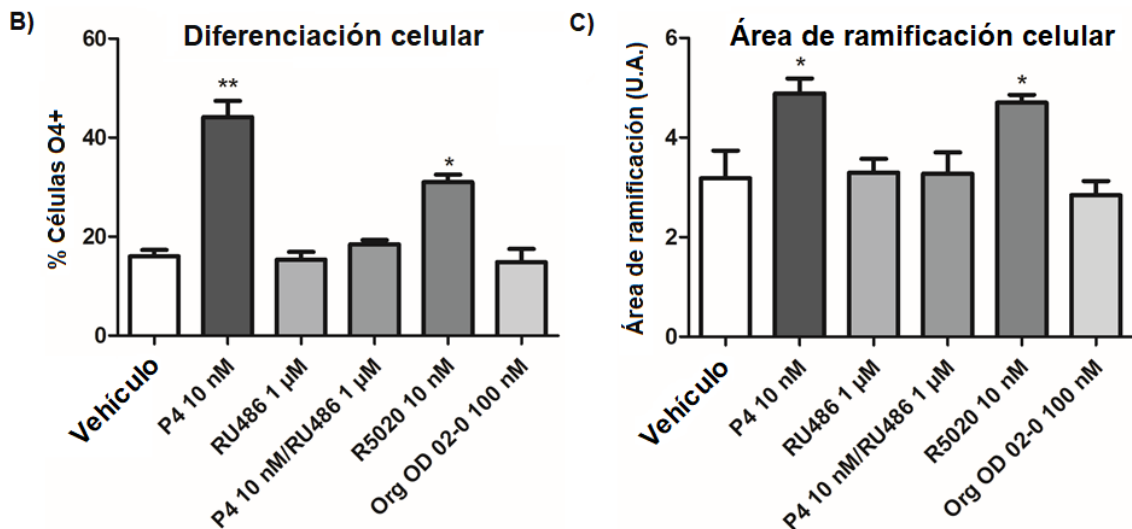 B)
Diferenciación celular
% Células O4+
60
40
20
0
**
*
Vehículo
P4 10 nM
RU486 1 µM
P4 10 nM/RU486 1 µM
R5020 10 nM
Org OD 02-0 100 nM
C)
Área de ramificación celular
Área de ramificación (U.A.)
6
4
2
0
*
*
Vehículo
P4 10 nM
RU486 1 µM
P4 10 nM/RU486 1 µM
R5020 10 nM
Org OD 02-0 100 nM